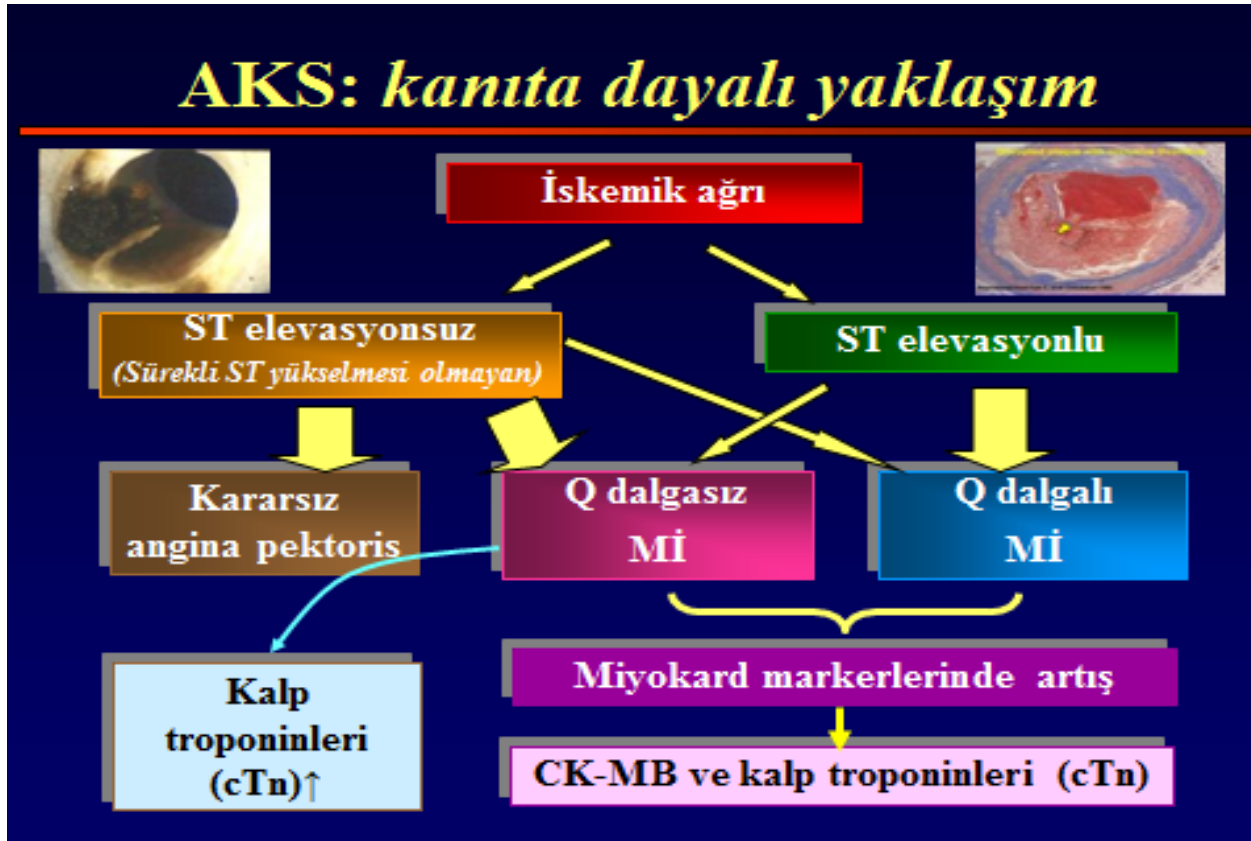 AKS: kanıta dayalı yaklaşım
İskemik ağrı
ST elevasyonsuz
(Sürekli ST yükselmesi olmayan)
ST elevasyonlu
Kararsız
angina pektoris
Q dalgasız
Mİ
Q dalgalı
Mİ
Kalp
troponinleri
(cTn)↑
Miyokard markerlerinde artış
CK-MB ve kalp troponinleri (cTn)